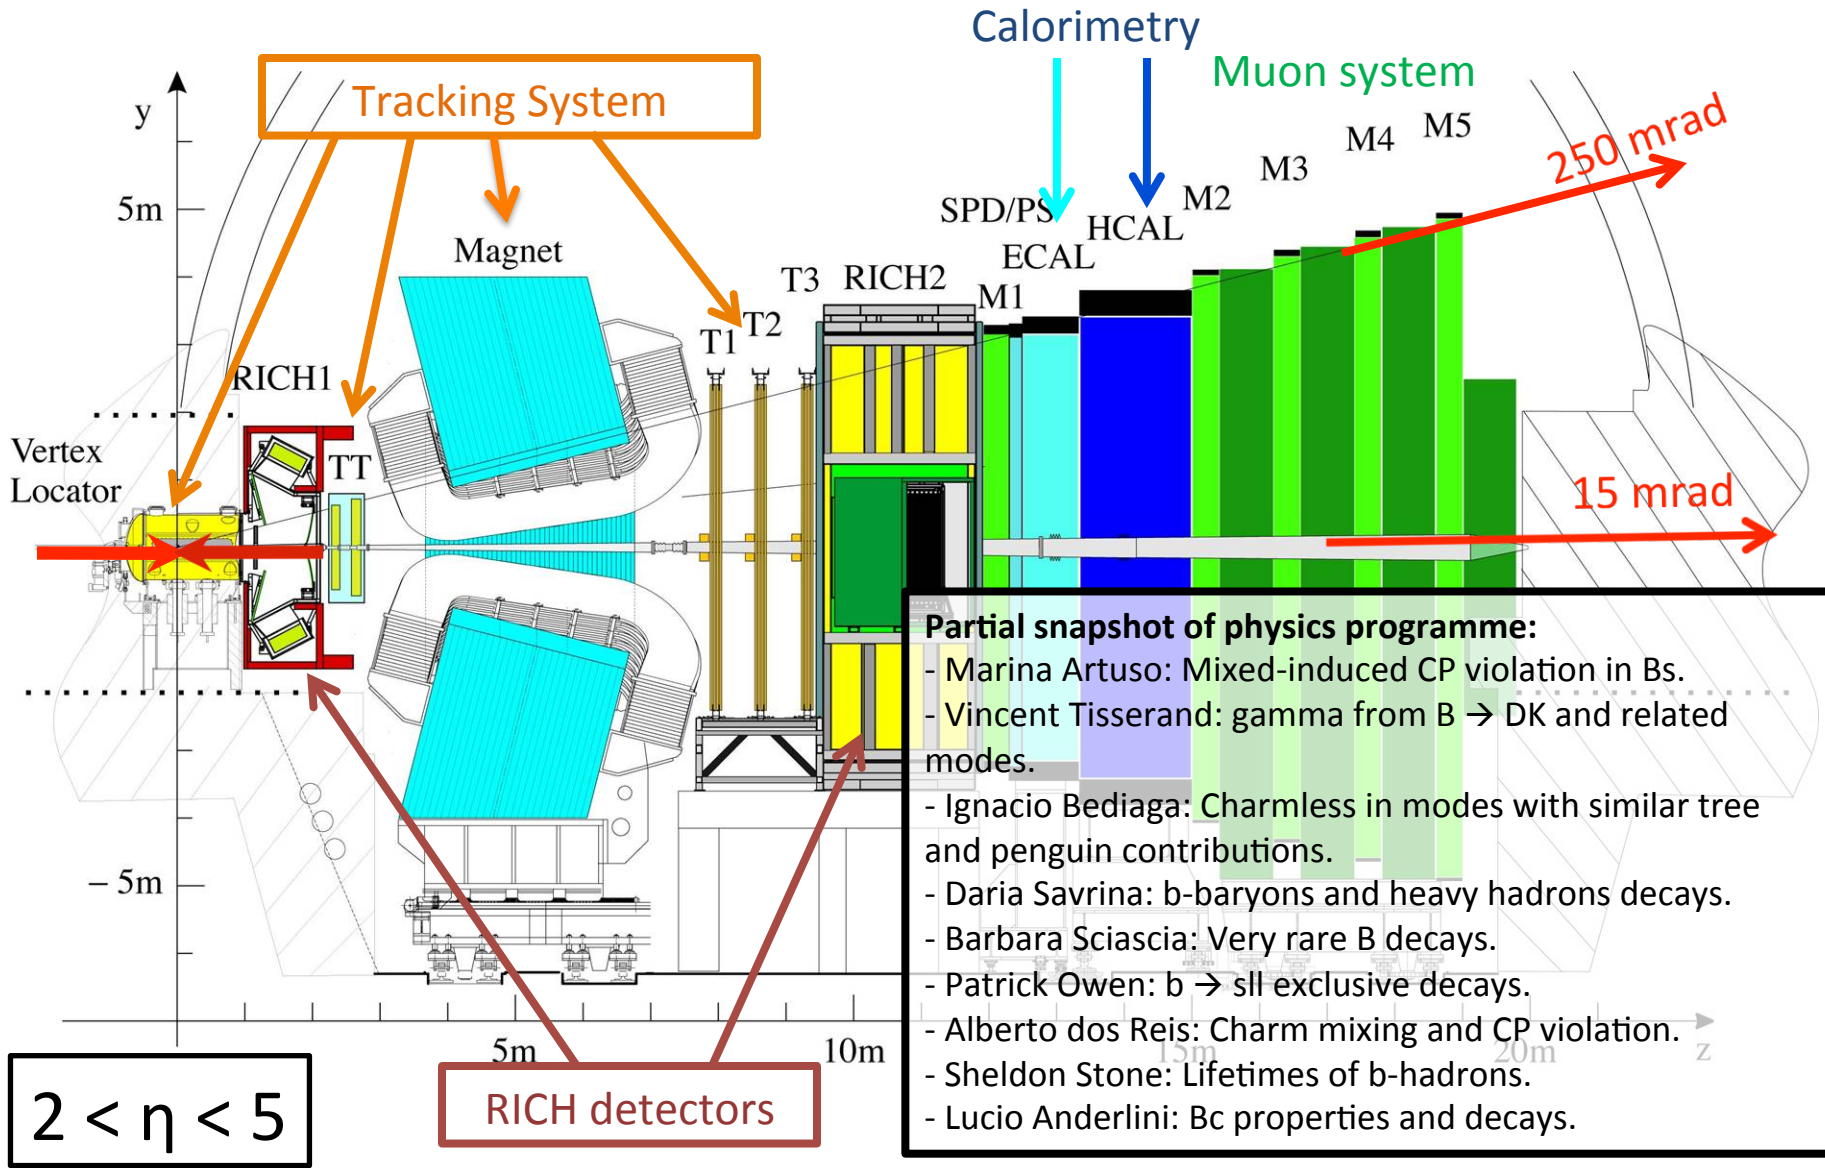 Calorimetry
Tracking System
Muon system
y
M5
M4
M3
250 mrad
M2
5m
SPD/PS
HCAL
Magnet
ECAL
T3
RICH2
M1
T2
T1
RICH1
Vertex
Locator
TT
15 mrad
Partial snapshot of physics programme:
- Marina Artuso: Mixed-induced CP violation in Bs.
- Vincent Tisserand: gamma from B → DK and related
modes.
- Ignacio Bediaga: Charmless in modes with similar tree
and penguin contributions.
- 5m
- Daria Savrina: b-baryons and heavy hadrons decays.
- Barbara Sciascia: Very rare B decays.
- Patrick Owen: b → sll exclusive decays.
- Alberto dos Reis: Charm mixing and CP violation.
5m
10m
15m
20m
z
- Sheldon Stone: Lifetimes of b-hadrons.
- Lucio Anderlini: Bc properties and decays.
RICH detectors
2 < η < 5